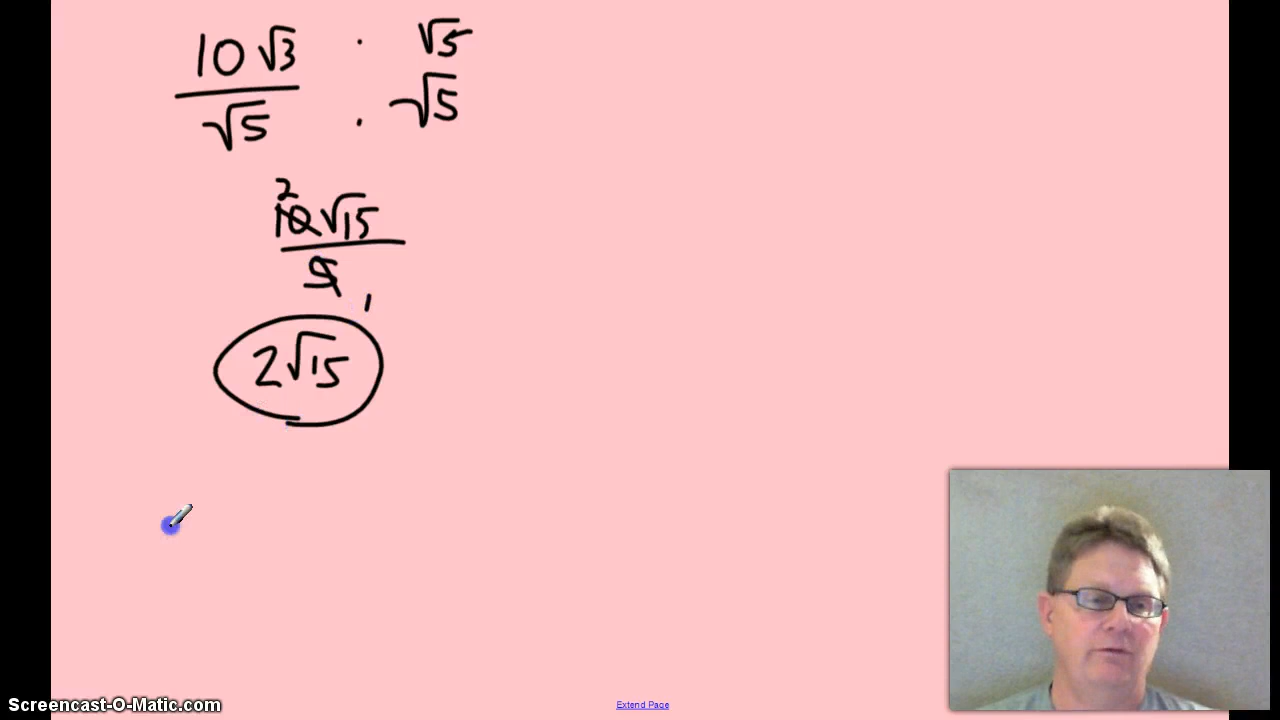 10√3 · √5
√5 · √5
2
10√15
5 1
2√15
Screencast-O-Matic.com
Extend Page